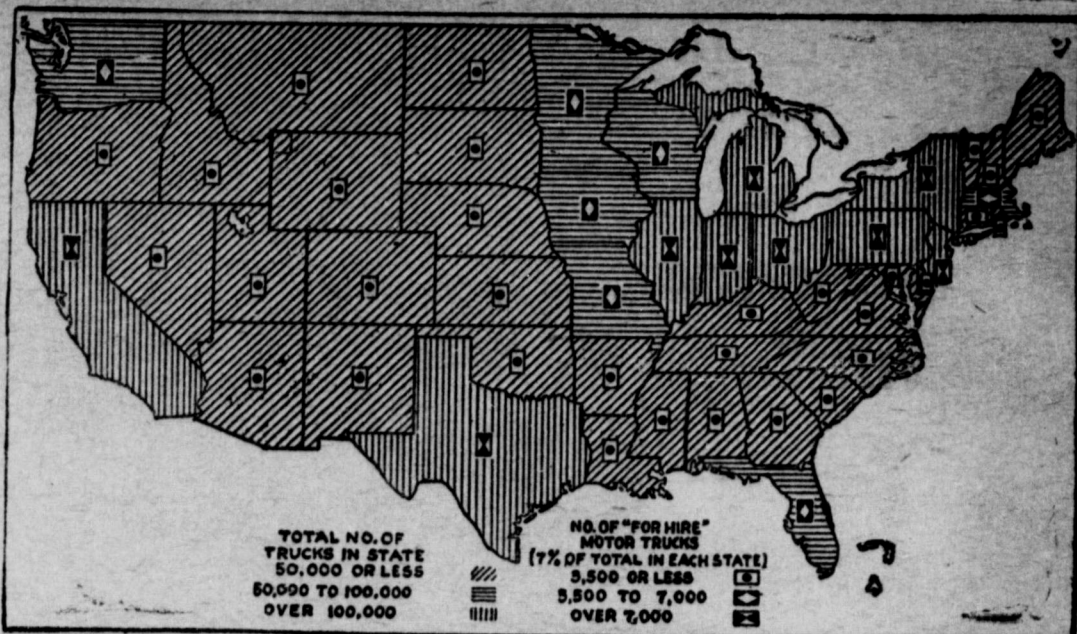 TOTAL NO. OF
TRUCKS IN STATE
50,000 OR LESS
50,000 TO 100,000
OVER 100,000
NO. OF "FOR HIRE"
MOTOR TRUCKS
(7% OF TOTAL IN EACH STATE)
3,500 OR LESS
3,500 TO 7,000
OVER 7,000